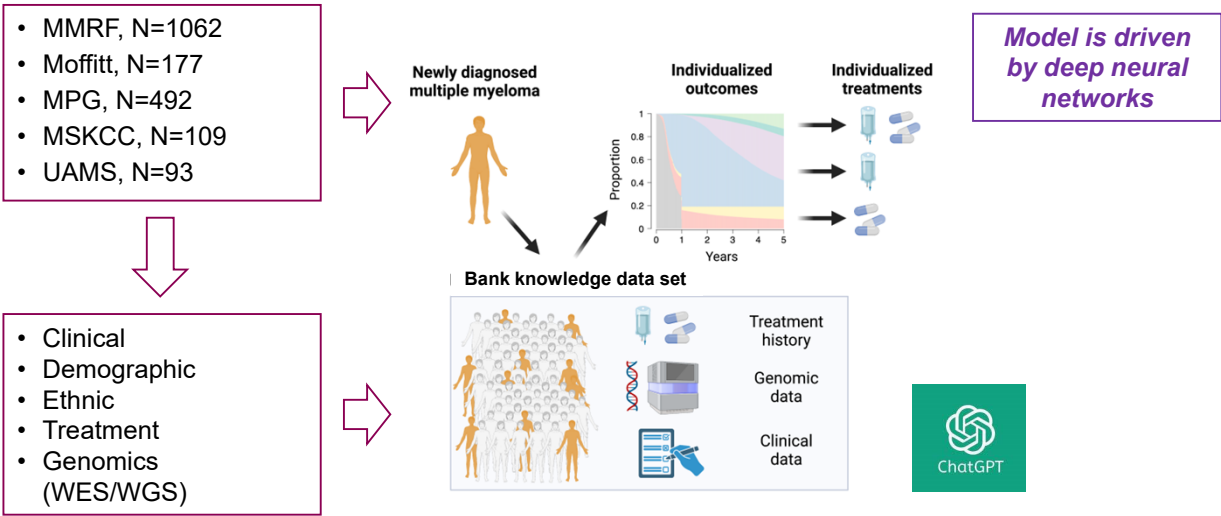 • MMRF, N=1062
• Moffitt, N=177
• MPG, N=492
• MSKCC, N=109
• UAMS, N=93
Newly diagnosed
multiple myeloma
Individualized
outcomes
Individualized
treatments
Model is driven
by deep neural
networks
Proportion
1
0.8
0.6
0.4
0.2
0
0 1 2 3 4 5
Years
Bank knowledge data set
• Clinical
• Demographic
• Ethnic
• Treatment
• Genomics
(WES/WGS)
Treatment
history
Genomic
data
Clinical
data
ChatGPT